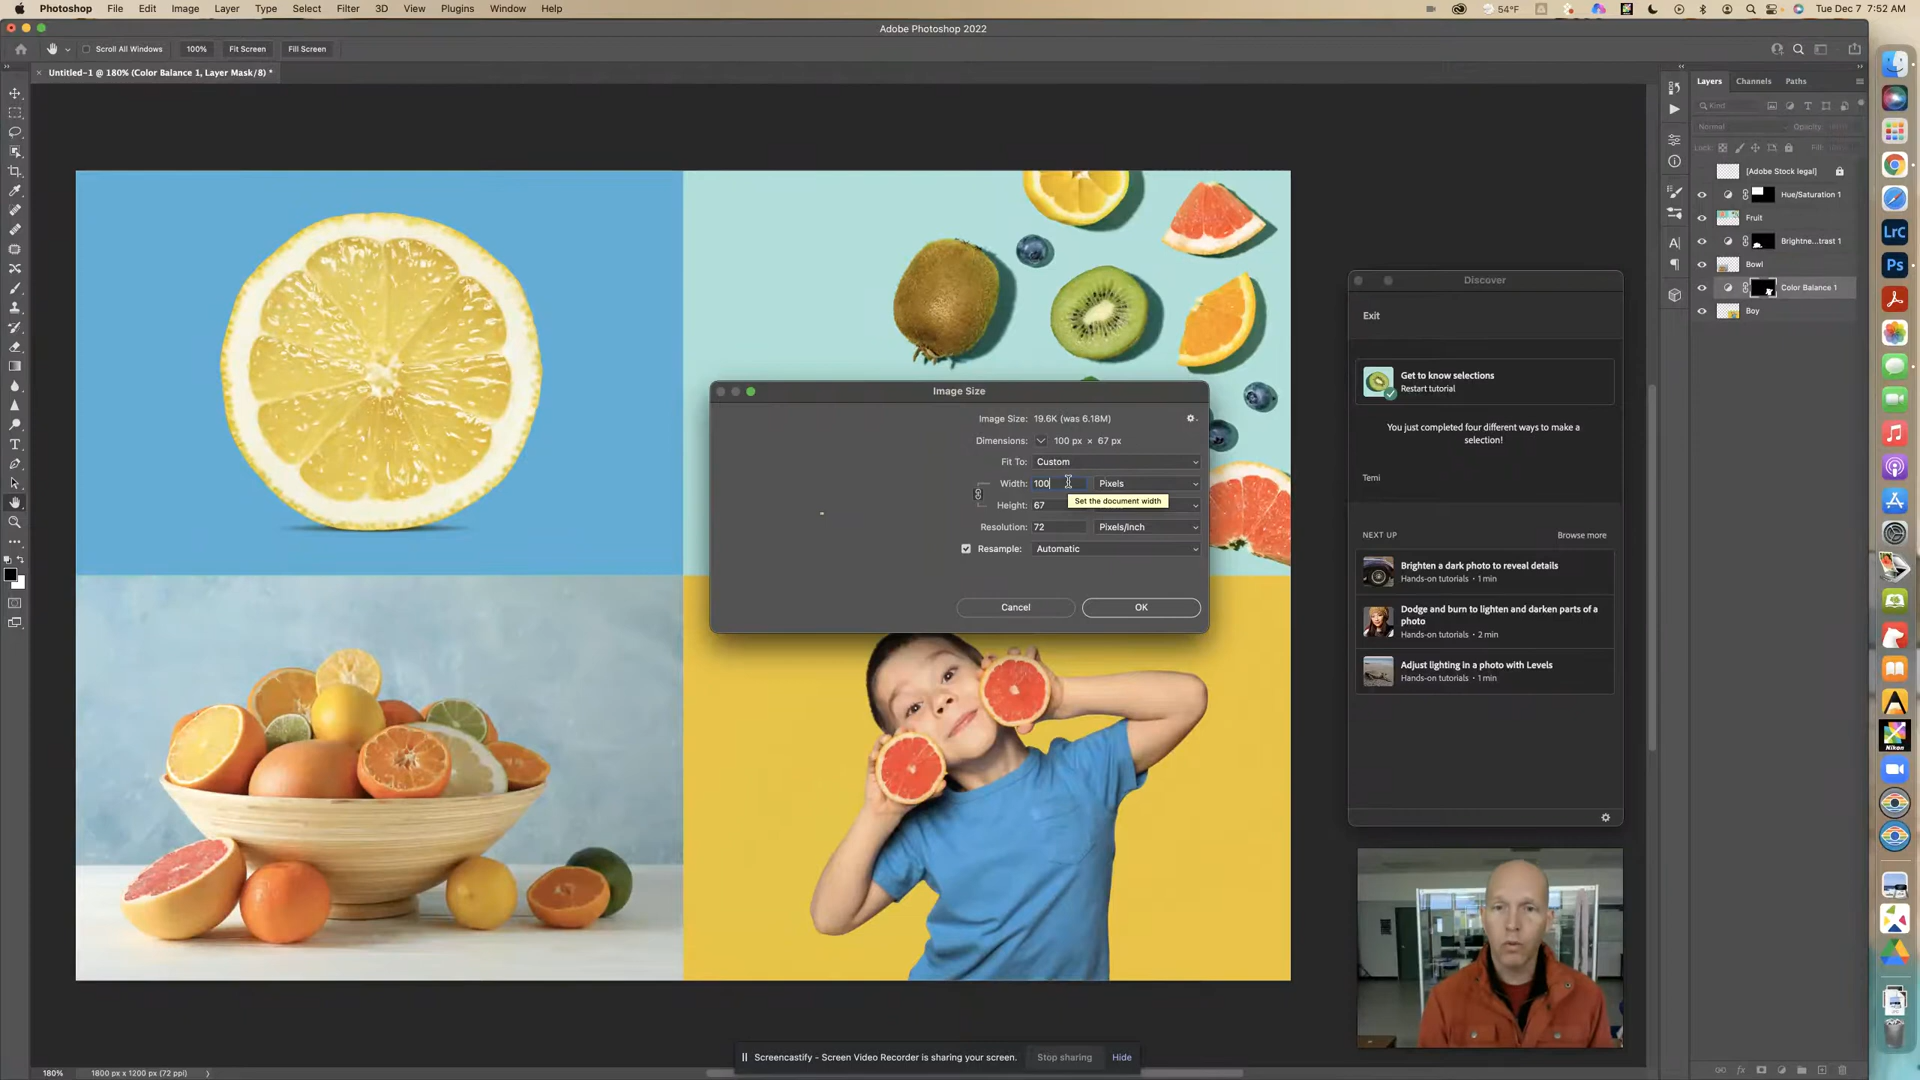 Photoshop File Edit Image Layer Type Select Filter 3D View Plugins Window Help
54°F Tue Dec 7 7:52 AM
Adobe Photoshop 2022
Scroll All Windows 100% Fit Screen Fill Screen
Untitled-1 @ 180% (Color Balance 1, Layer Mask/8) *
Layers Channels Paths
Kind
Normal Opacity:
Lock: Fill:
[Adobe Stock legal]
Hue/Saturation 1
Fruit
Brightne...trast 1
Bowl
Color Balance 1
Boy
Image Size
Image Size: 19.6K (was 6.18M)
Dimensions: 100 px × 67 px
Fit To: Custom
Width: 100 Pixels
Set the document width
Height: 67
Resolution: 72 Pixels/Inch
Resample: Automatic
Cancel OK
Discover
Exit
Get to know selections
Restart tutorial
You just completed four different ways to make a
selection!
Temi
NEXT UP Browse more
Brighten a dark photo to reveal details
Hands-on tutorials • 1 min
Dodge and burn to lighten and darken parts of a
photo
Hands-on tutorials • 2 min
Adjust lighting in a photo with Levels
Hands-on tutorials • 1 min
LrC
Ps
Nikon
Screencastify - Screen Video Recorder is sharing your screen. Stop sharing Hide
180% 1800 px x 1200 px (72 ppi)